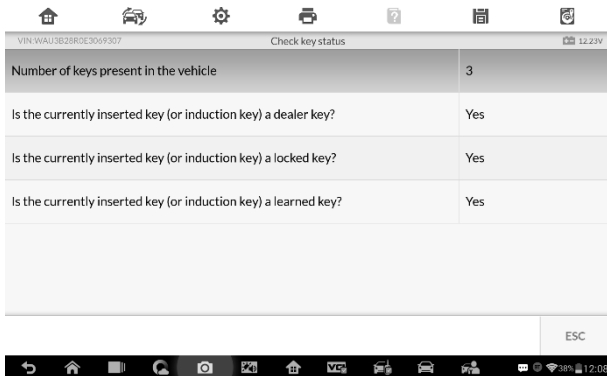 VIN:WAU3B28R0E3069307 Check key status 12.23V
Number of keys present in the vehicle 3
Is the currently inserted key (or induction key) a dealer key? Yes
Is the currently inserted key (or induction key) a locked key? Yes
Is the currently inserted key (or induction key) a learned key? Yes
ESC
38% 12:08